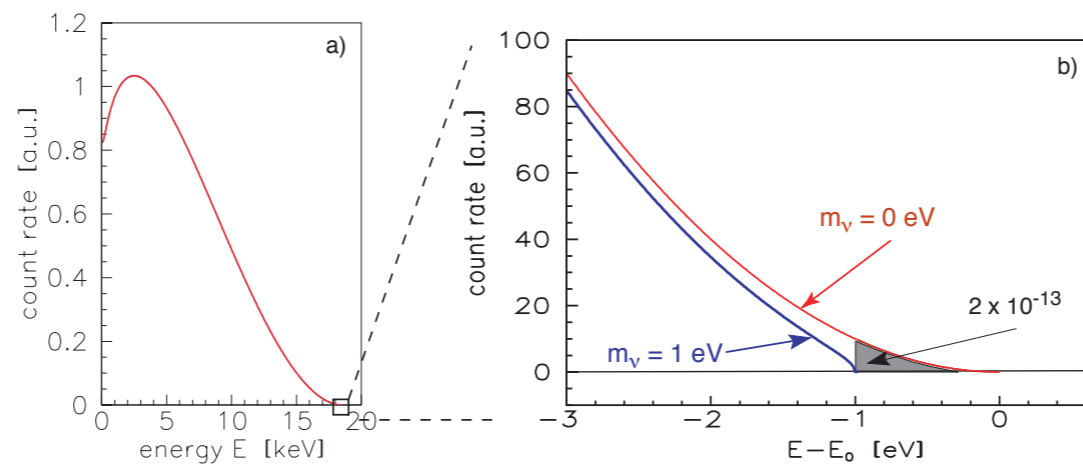 a)
1.2
1
0.8
0.6
0.4
0.2
0
count rate [a.u.]
0 5 10 15 20
energy E [keV]
b)
100
80
60
40
20
0
count rate [a.u.]
mν = 0 eV
2 x 10-13
mν = 1 eV
−3 −2 −1 0
E−Eo [eV]